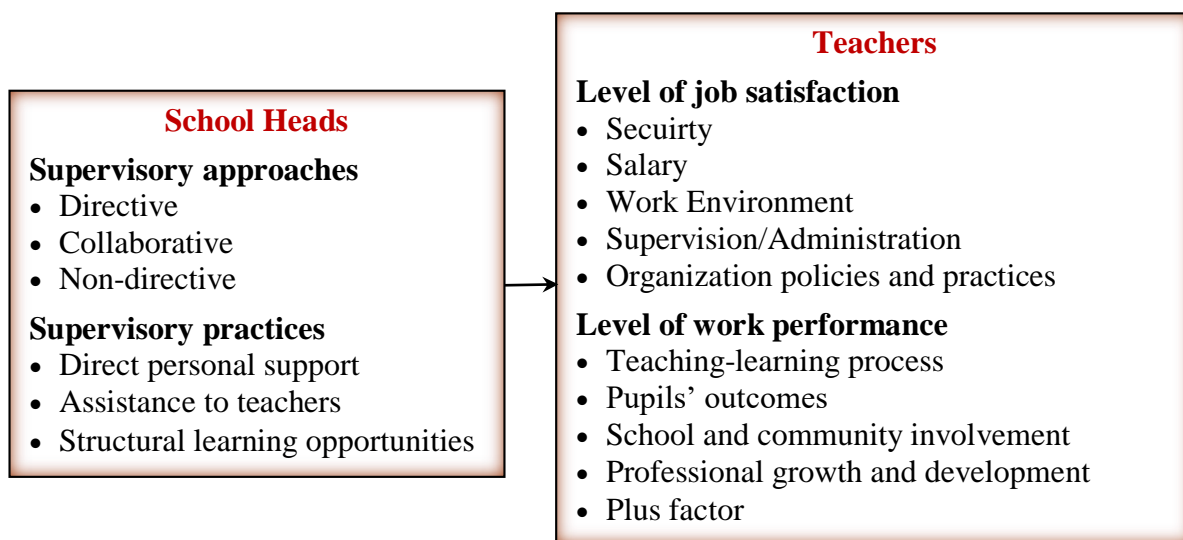 School Heads
Supervisory approaches
• Directive
• Collaborative
• Non-directive
Supervisory practices
• Direct personal support
• Assistance to teachers
• Structural learning opportunities
Teachers
Level of job satisfaction
• Secuirty
• Salary
• Work Environment
• Supervision/Administration
• Organization policies and practices
Level of work performance
• Teaching-learning process
• Pupils’ outcomes
• School and community involvement
• Professional growth and development
• Plus factor